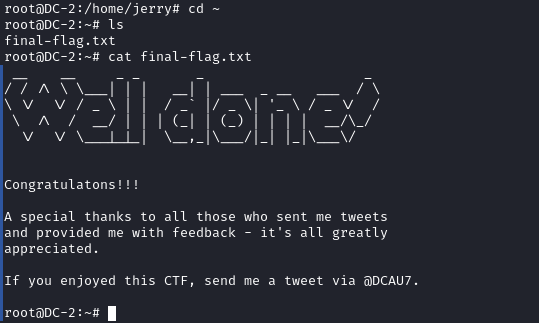 root@DC-2:/home/jerry# cd ~
root@DC-2:~# ls
final-flag.txt
root@DC-2:~# cat final-flag.txt
Well done!
Congratulatons!!!
A special thanks to all those who sent me tweets
and provided me with feedback - it's all greatly
appreciated.
If you enjoyed this CTF, send me a tweet via @DCAU7.
root@DC-2:~#